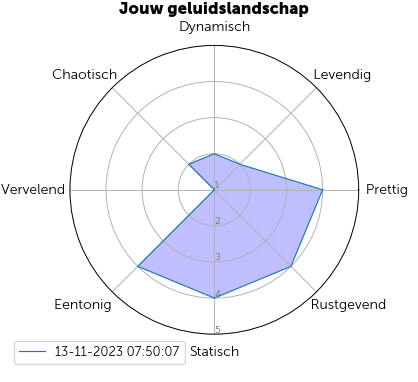 Jouw geluidslandschap
Dynamisch
Chaotisch Levendig
Vervelend 1 Prettig
2
3
4
Eentonig Rustgevend
5
13-11-2023 07:50:07 Statisch